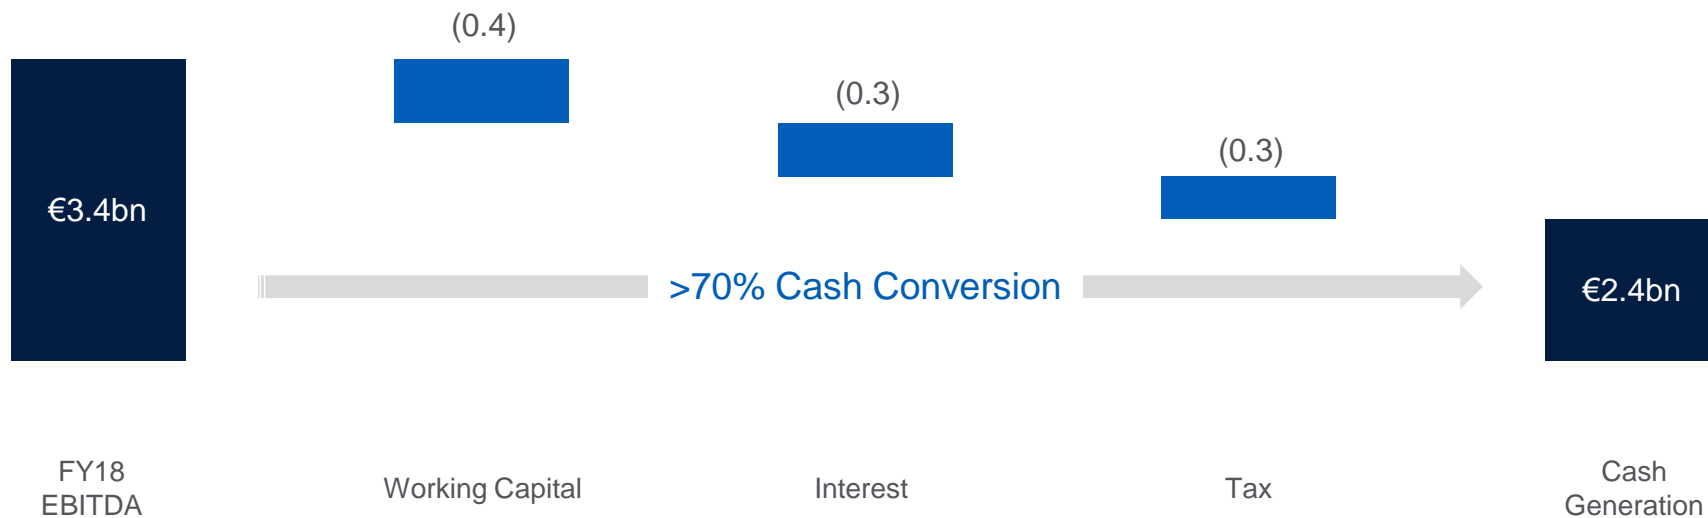 (0.4)
(0.3)
(0.3)
€3.4bn
>70% Cash Conversion
€2.4bn
FY18
EBITDA
Working Capital
Interest
Tax
Cash
Generation